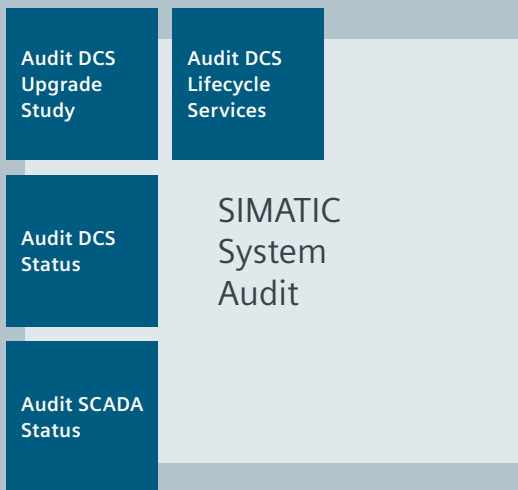 Audit DCS
Upgrade
Study
Audit DCS
Lifecycle
Services
Audit DCS
Status
SIMATIC
System
Audit
Audit SCADA
Status